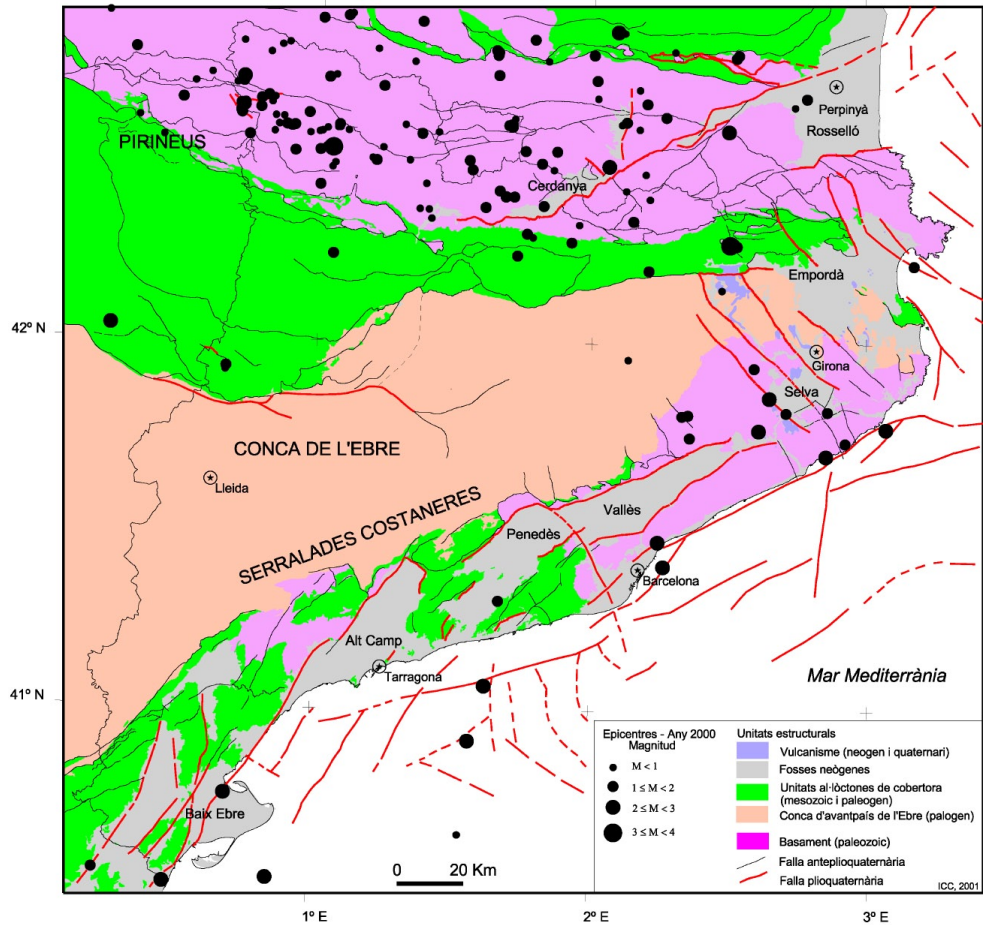 PIRINEUS
Perpinyà
Rosselló
Cerdanya
Empordà
42° N
Girona
Selva
CONCA DE L'EBRE
Lleida
SERRALADES COSTANERES
Vallès
Penedès
Barcelona
Alt Camp
Tarragona
Mar Mediterrània
41° N
Baix Ebre
0 20 Km
Epicentres - Any 2000
Magnitud
M < 1
1 ≤ M < 2
2 ≤ M < 3
3 ≤ M < 4
Unitats estructurals
Vulcanisme (neogen i quaternari)
Fosses neògenes
Unitats al·lòctones de cobertora
(mesozoic i paleogen)
Conca d'avantpaís de l'Ebre (palogen)
Basament (paleozoic)
Falla anteplioquaternària
Falla plioquaternària
ICC, 2001
1º E
2º E
3º E